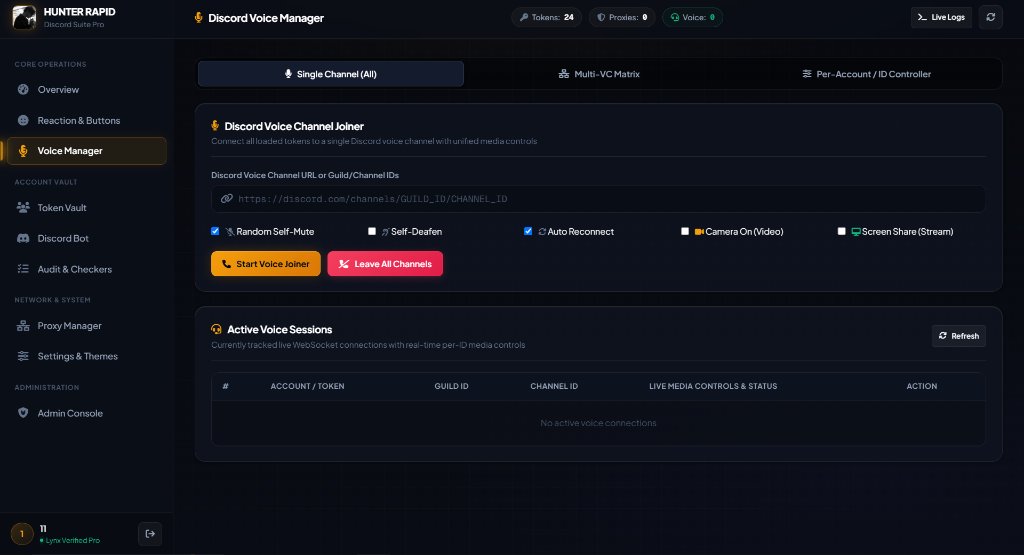 HUNTER RAPID
Discord Suite Pro
CORE OPERATIONS
Overview
Reaction & Buttons
Voice Manager
ACCOUNT VAULT
Token Vault
Discord Bot
Audit & Checkers
NETWORK & SYSTEM
Proxy Manager
Settings & Themes
ADMINISTRATION
Admin Console
1
11
Lynx Verified Pro
Discord Voice Manager
Tokens: 24
Proxies: 0
Voice: 0
Live Logs
Single Channel (All)
Multi-VC Matrix
Per-Account / ID Controller
Discord Voice Channel Joiner
Connect all loaded tokens to a single Discord voice channel with unified media controls
Discord Voice Channel URL or Guild/Channel IDs
https://discord.com/channels/GUILD_ID/CHANNEL_ID
Random Self-Mute
Self-Deafen
Auto Reconnect
Camera On (Video)
Screen Share (Stream)
Start Voice Joiner
Leave All Channels
Active Voice Sessions
Currently tracked live WebSocket connections with real-time per-ID media controls
Refresh
# ACCOUNT / TOKEN GUILD ID CHANNEL ID LIVE MEDIA CONTROLS & STATUS ACTION
No active voice connections